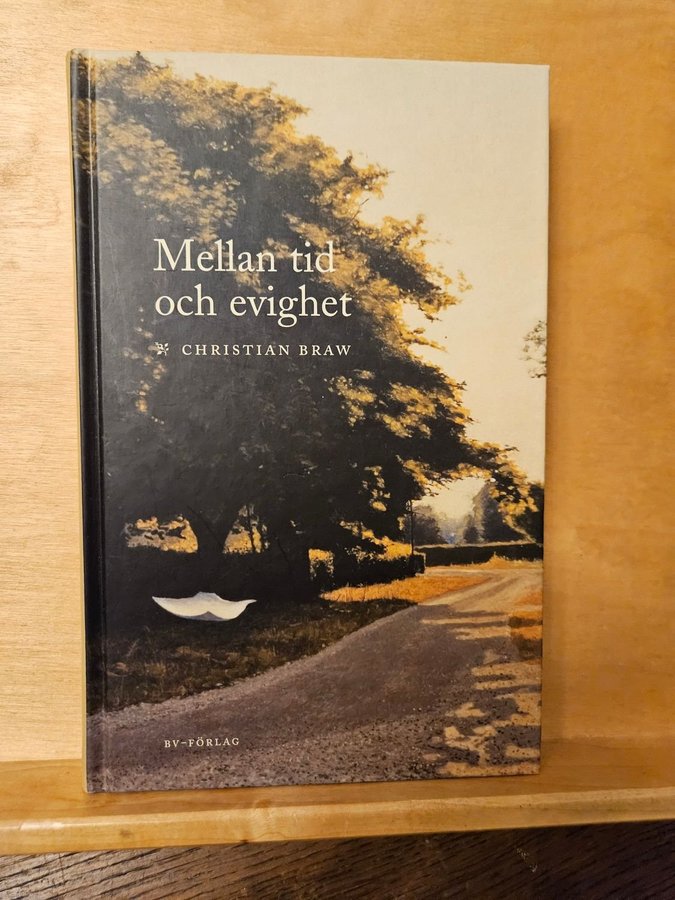 Mellan tid
och evighet
CHRISTIAN BRAW
BV-FÖRLAG